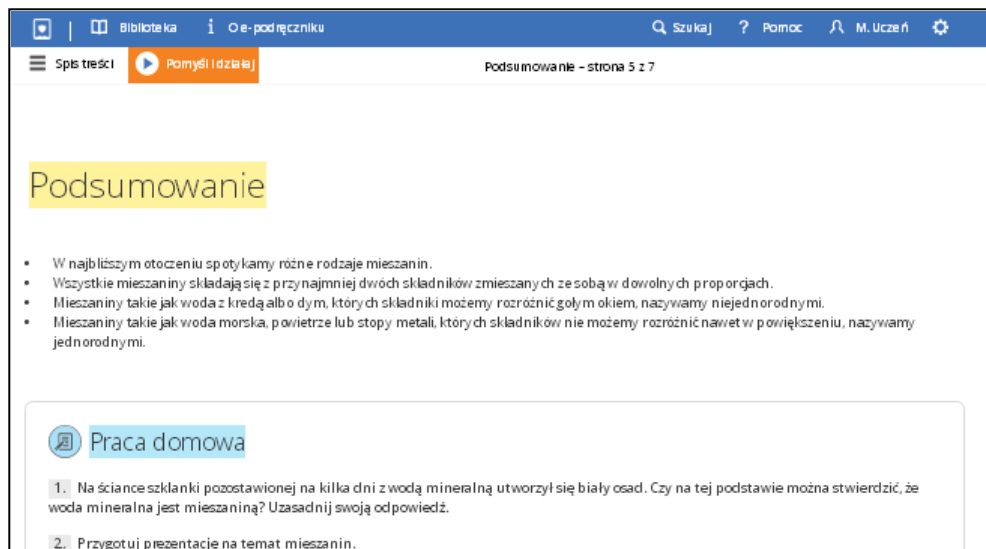 Biblioteka i O e-podręczniku Szukaj ? Pomoc M. Uczeń
Spis treści Pomyśl i działaj Podsumowanie – strona 5 z 7
Podsumowanie
• W najbliższym otoczeniu spotykamy różne rodzaje mieszanin.
• Wszystkie mieszaniny składają się z przynajmniej dwóch składników zmieszanych ze sobą w dowolnych proporcjach.
• Mieszaniny takie jak woda z kredą albo dym, których składniki możemy rozróżnić gołym okiem, nazywamy niejednorodnymi.
• Mieszaniny takie jak woda morska, powietrze lub stopy metali, których składników nie możemy rozróżnić nawet w powiększeniu, nazywamy
jednorodnymi.
Praca domowa
1. Na ściance szklanki pozostawionej na kilka dni z wodą mineralną utworzył się biały osad. Czy na tej podstawie można stwierdzić, że
woda mineralna jest mieszaniną? Uzasadnij swoją odpowiedź.
2. Przygotuj prezentację na temat mieszanin.